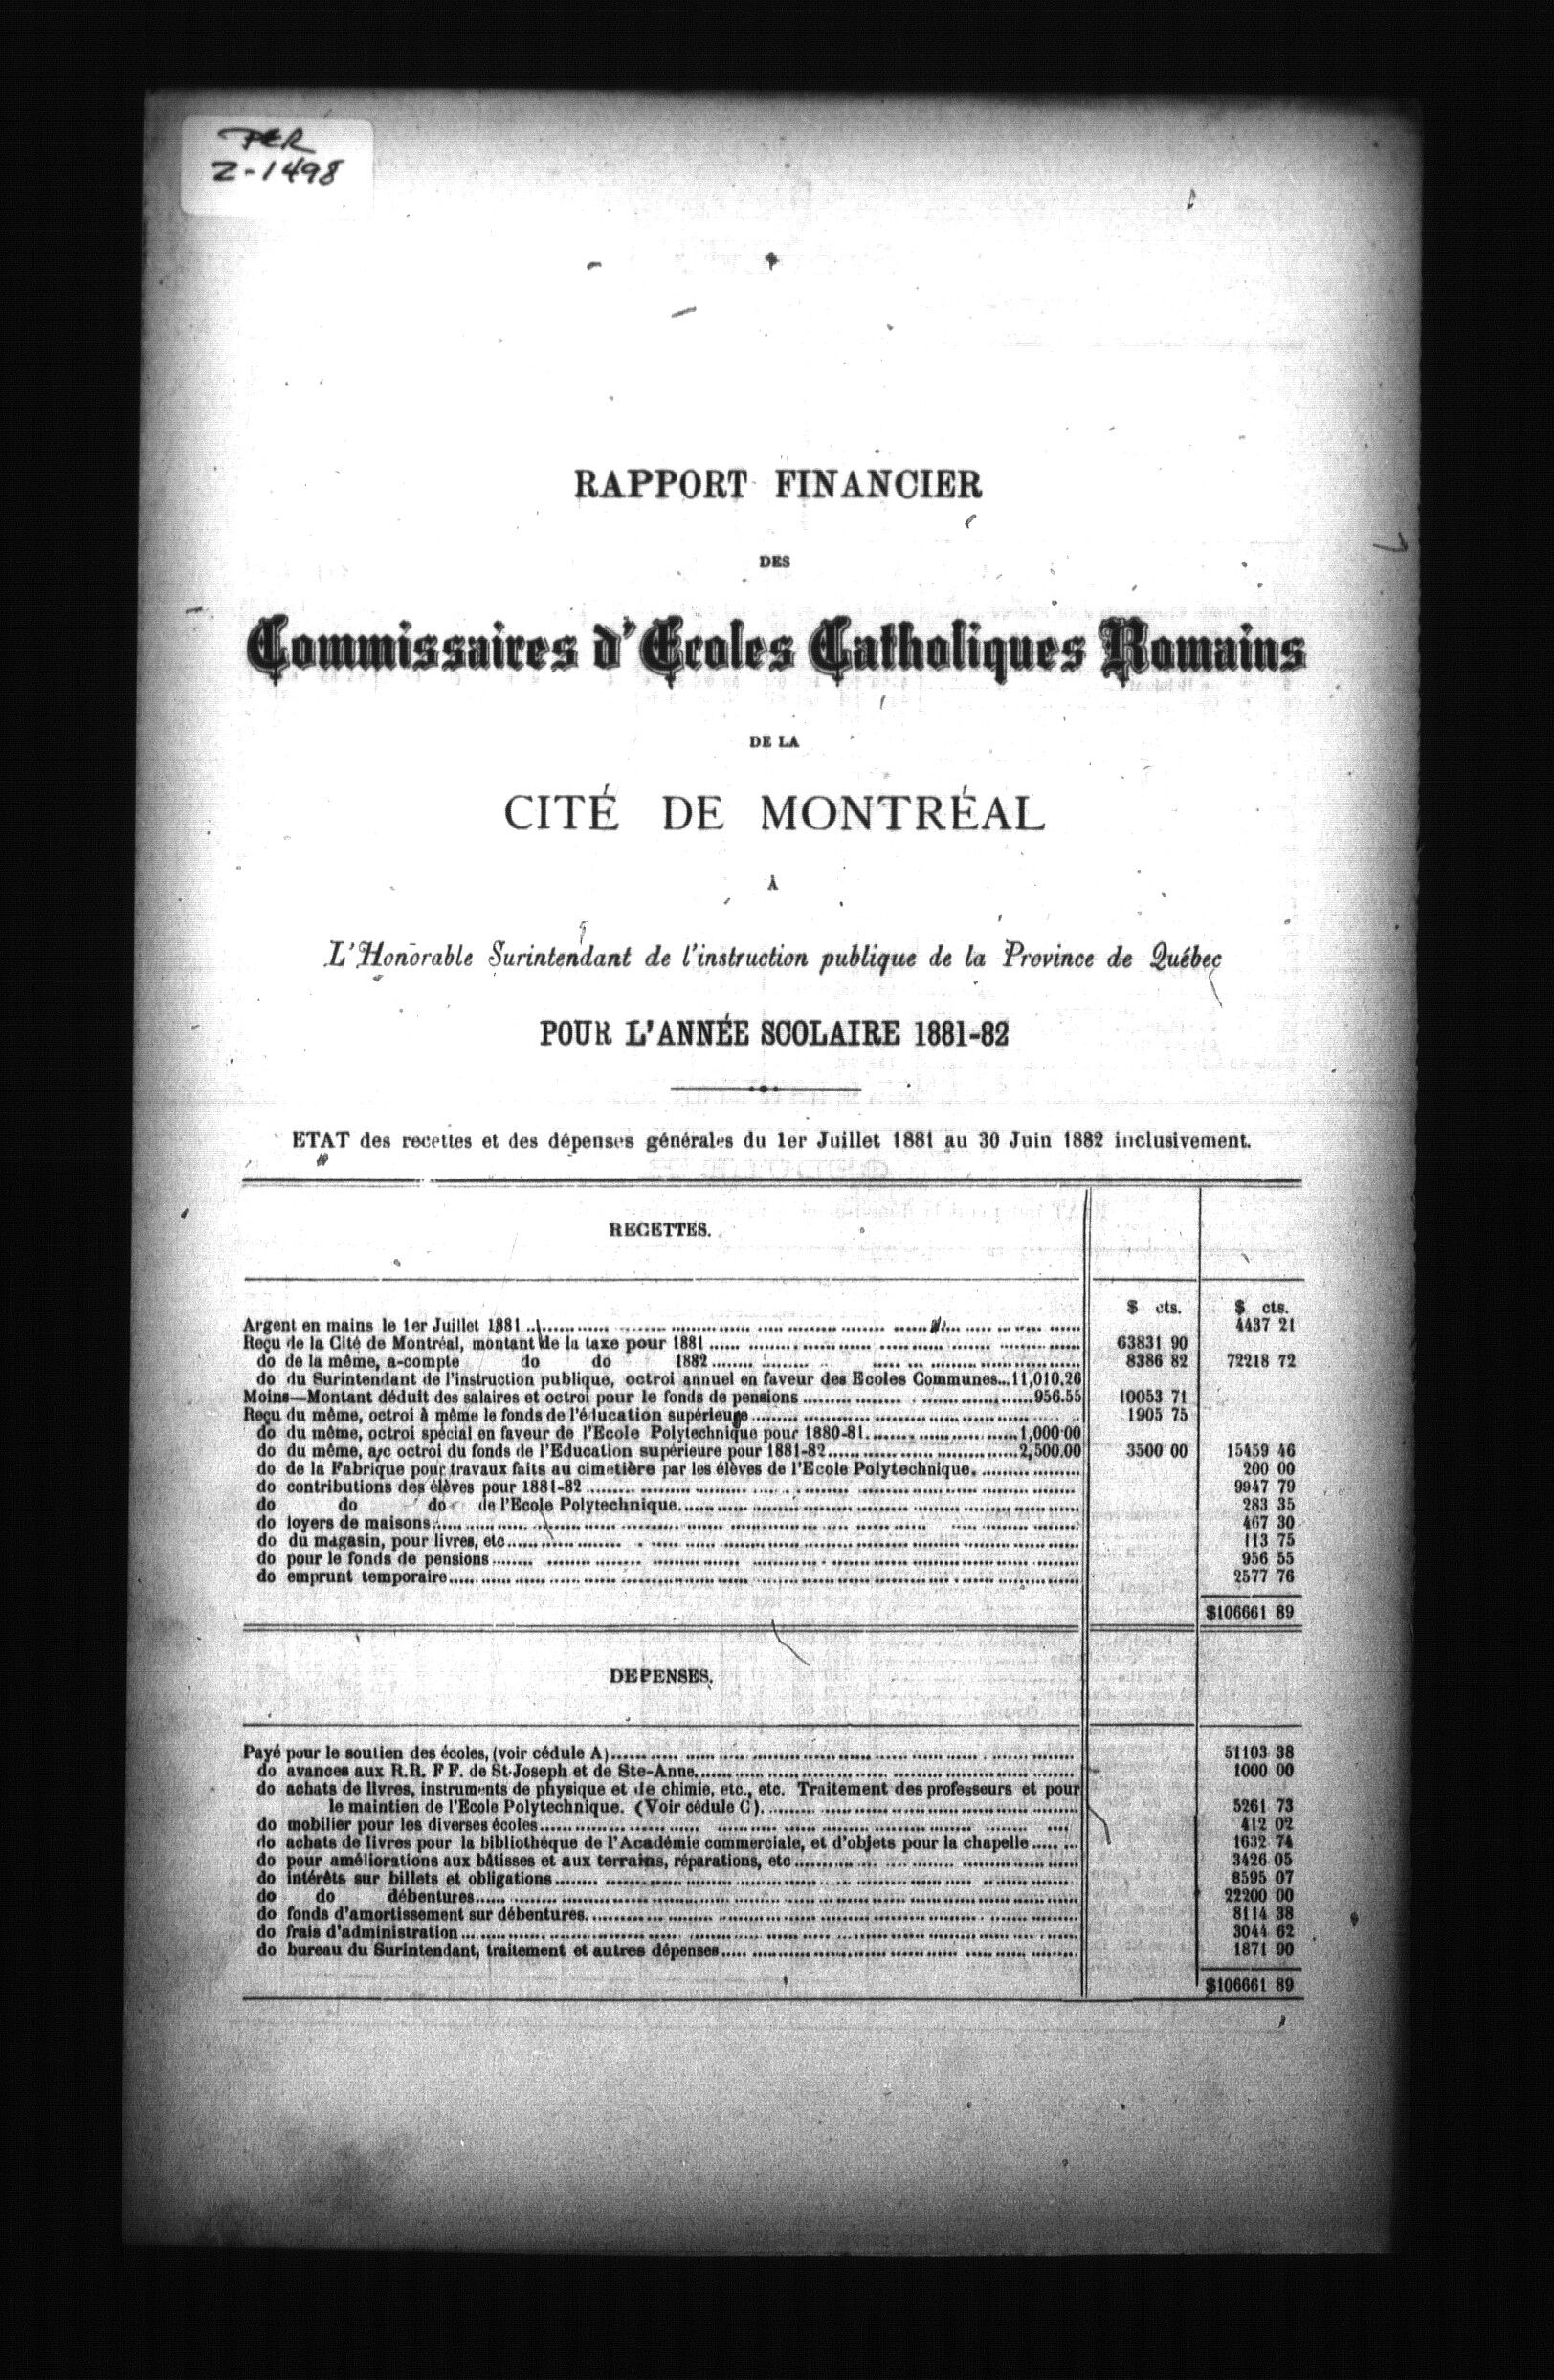 PER
Z-1498
RAPPORT FINANCIER
DES
Commissaires d'Ecoles Catholiques Romains
DE LA
CITÉ DE MONTRÉAL
À
L'Honorable Surintendant de l'instruction publique de la Province de Québec
POUR L'ANNÉE SCOLAIRE 1881-82
ETAT des recettes et des dépenses générales du 1er Juillet 1881 au 30 Juin 1882 inclusivement.
RECETTES.
$ cts. $ cts.
Argent en mains le 1er Juillet 1881 4437 21
Reçu de la Cité de Montréal, montant de la taxe pour 1881 63831 90
do de la même, a-compte do do 1882 8386 82 72218 72
do du Surintendant de l'instruction publique, octroi annuel en faveur des Ecoles Communes...11,010.26
Moins—Montant déduit des salaires et octroi pour le fonds de pensions 956.55 10053 71
Reçu du même, octroi à même le fonds de l'éducation supérieure 1905 75
do du même, octroi spécial en faveur de l'Ecole Polytechnique pour 1880-81. 1,000.00
do du même, a/c octroi du fonds de l'Education supérieure pour 1881-82 2,500.00 3500 00 15459 46
do de la Fabrique pour travaux faits au cimetière par les élèves de l'Ecole Polytechnique. 200 00
do contributions des élèves pour 1881-82 9947 79
do do do de l'Ecole Polytechnique. 283 35
do loyers de maisons 467 30
do du magasin, pour livres, etc 113 75
do pour le fonds de pensions 956 55
do emprunt temporaire 2577 76
$106661 89
DEPENSES.
Payé pour le soutien des écoles, (voir cédule A) 51103 38
do avances aux R.R. F F. de St-Joseph et de Ste-Anne. 1000 00
do achats de livres, instruments de physique et de chimie, etc., etc. Traitement des professeurs et pour
le maintien de l'Ecole Polytechnique. (Voir cédule C). 5261 73
do mobilier pour les diverses écoles 412 02
do achats de livres pour la bibliothèque de l'Académie commerciale, et d'objets pour la chapelle 1632 74
do pour améliorations aux bâtisses et aux terrains, réparations, etc 3426 05
do intérêts sur billets et obligations 8595 07
do do débentures 22200 00
do fonds d'amortissement sur débentures. 8114 38
do frais d'administration 3044 62
do bureau du Surintendant, traitement et autres dépenses 1871 90
$106661 89